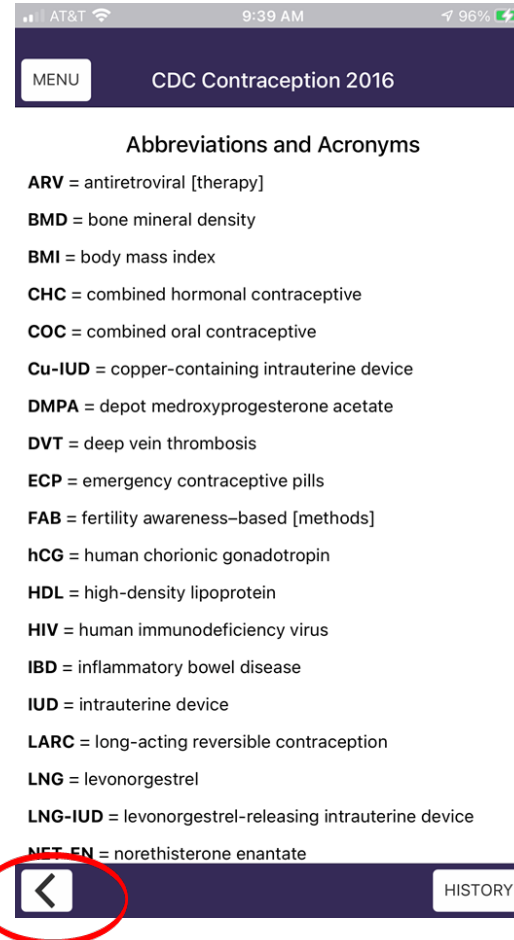 AT&T 9:39 AM 96%
MENU CDC Contraception 2016
Abbreviations and Acronyms
ARV = antiretroviral [therapy]
BMD = bone mineral density
BMI = body mass index
CHC = combined hormonal contraceptive
COC = combined oral contraceptive
Cu-IUD = copper-containing intrauterine device
DMPA = depot medroxyprogesterone acetate
DVT = deep vein thrombosis
ECP = emergency contraceptive pills
FAB = fertility awareness–based [methods]
hCG = human chorionic gonadotropin
HDL = high-density lipoprotein
HIV = human immunodeficiency virus
IBD = inflammatory bowel disease
IUD = intrauterine device
LARC = long-acting reversible contraception
LNG = levonorgestrel
LNG-IUD = levonorgestrel-releasing intrauterine device
NET-EN = norethisterone enantate
HISTORY